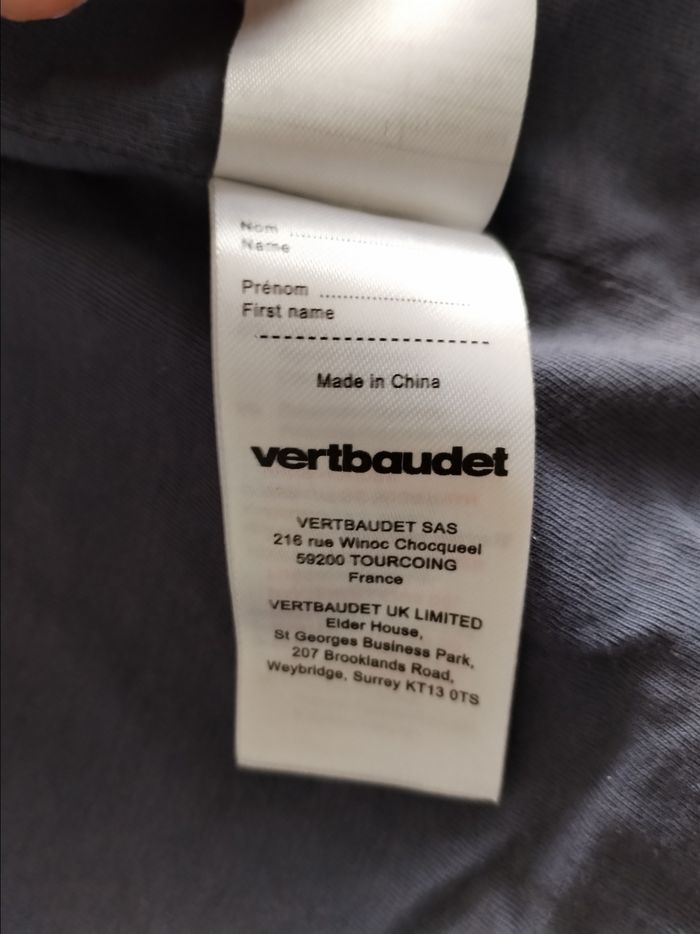 Nom ........................
Name
Prénom ........................
First name
Made in China
vertbaudet
VERTBAUDET SAS
216 rue Winoc Chocqueel
59200 TOURCOING
France
VERTBAUDET UK LIMITED
Elder House,
St Georges Business Park,
207 Brooklands Road,
Weybridge, Surrey KT13 0TS